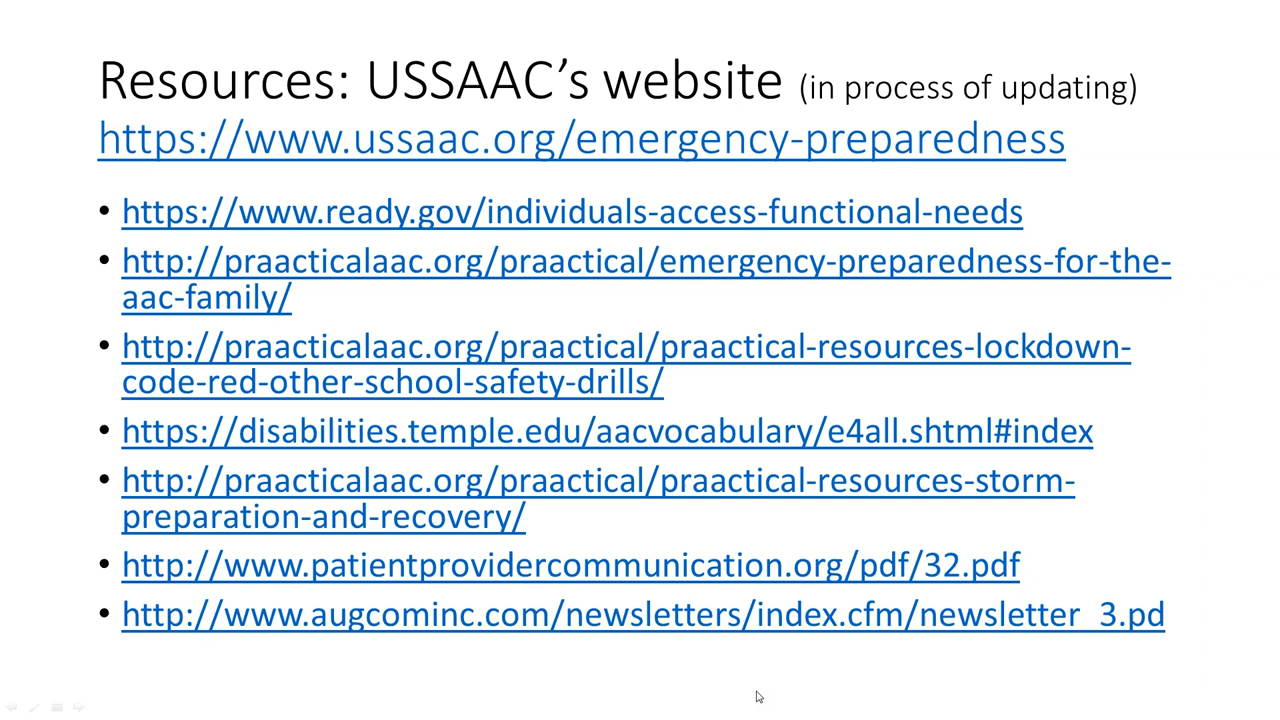 Resources: USSAAC’s website (in process of updating)
https://www.ussaac.org/emergency-preparedness
• https://www.ready.gov/individuals-access-functional-needs
• http://praacticalaac.org/praactical/emergency-preparedness-for-the-
aac-family/
• http://praacticalaac.org/praactical/praactical-resources-lockdown-
code-red-other-school-safety-drills/
• https://disabilities.temple.edu/aacvocabulary/e4all.shtml#index
• http://praacticalaac.org/praactical/praactical-resources-storm-
preparation-and-recovery/
• http://www.patientprovidercommunication.org/pdf/32.pdf
• http://www.augcominc.com/newsletters/index.cfm/newsletter_3.pd